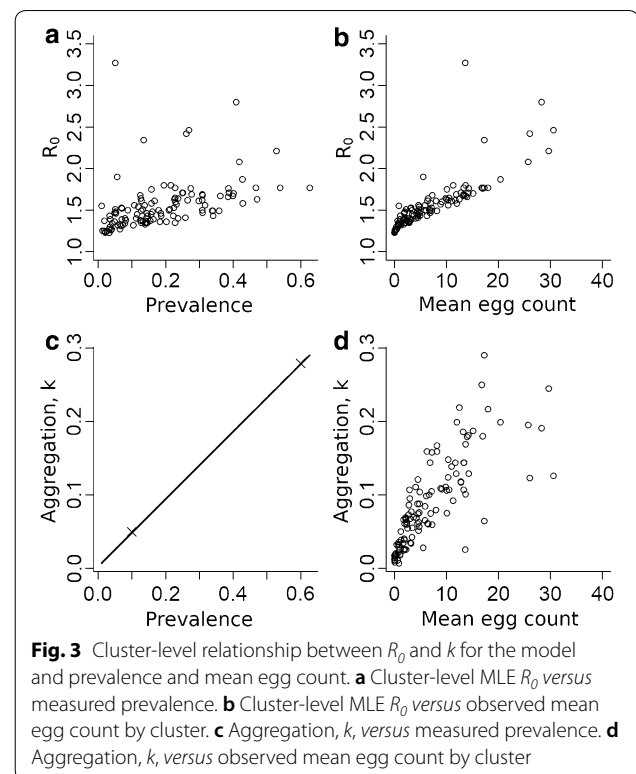 a
3.5
3.0
2.5
2.0
1.5
1.0
R0
0.0 0.2 0.4 0.6
Prevalence
b
3.5
3.0
2.5
2.0
1.5
1.0
R0
0 10 20 30 40
Mean egg count
c
0.3
0.2
0.1
0.0
Aggregation, k
0.0 0.2 0.4 0.6
Prevalence
d
0.3
0.2
0.1
0.0
Aggregation, k
0 10 20 30 40
Mean egg count
Fig. 3 Cluster-level relationship between R0 and k for the model
and prevalence and mean egg count. a Cluster-level MLE R0 versus
measured prevalence. b Cluster-level MLE R0 versus observed mean
egg count by cluster. c Aggregation, k, versus measured prevalence. d
Aggregation, k, versus observed mean egg count by cluster